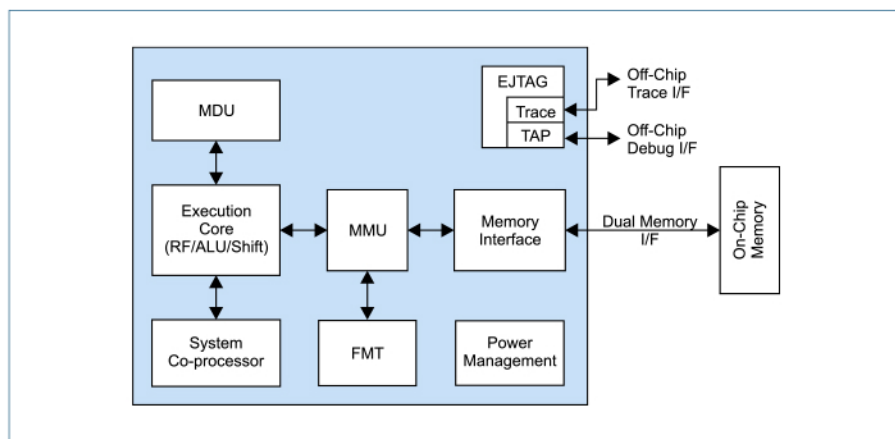 EJTAG
Trace
TAP
Off-Chip
Trace I/F
Off-Chip
Debug I/F
MDU
Execution
Core
(RF/ALU/Shift)
MMU
Memory
Interface
Dual Memory
I/F
On-Chip
Memory
System
Co-processor
FMT
Power
Management